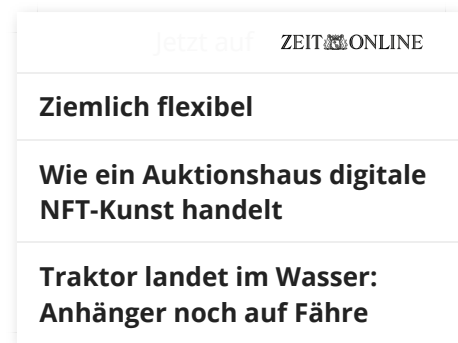 Jetzt auf ZEIT ONLINE
Ziemlich flexibel
Wie ein Auktionshaus digitale
NFT-Kunst handelt
Traktor landet im Wasser:
Anhänger noch auf Fähre